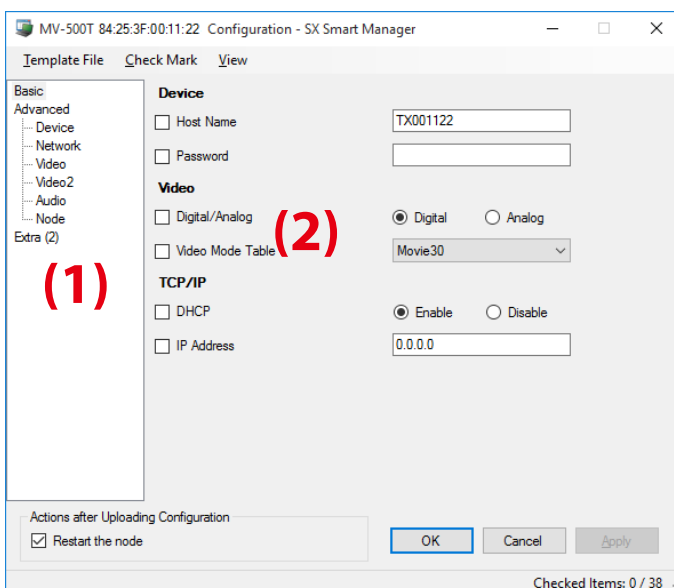 MV-500T 84:25:3F:00:11:22 Configuration - SX Smart Manager
Template File Check Mark View
Basic
Advanced
Device
Network
Video
Video2
Audio
Node
Extra (2)
(1)
Device
Host Name TX001122
Password
Video
Digital/Analog Digital Analog
(2)
Video Mode Table Movie30
TCP/IP
DHCP Enable Disable
IP Address 0.0.0.0
Actions after Uploading Configuration
Restart the node
OK Cancel Apply
Checked Items: 0 / 38